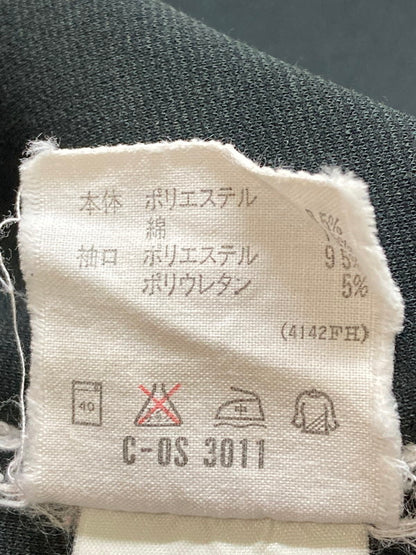 本体 ポリエステル
綿
袖口 ポリエステル 95%
ポリウレタン 5%
(4142FH)
40
中
C-OS 3011